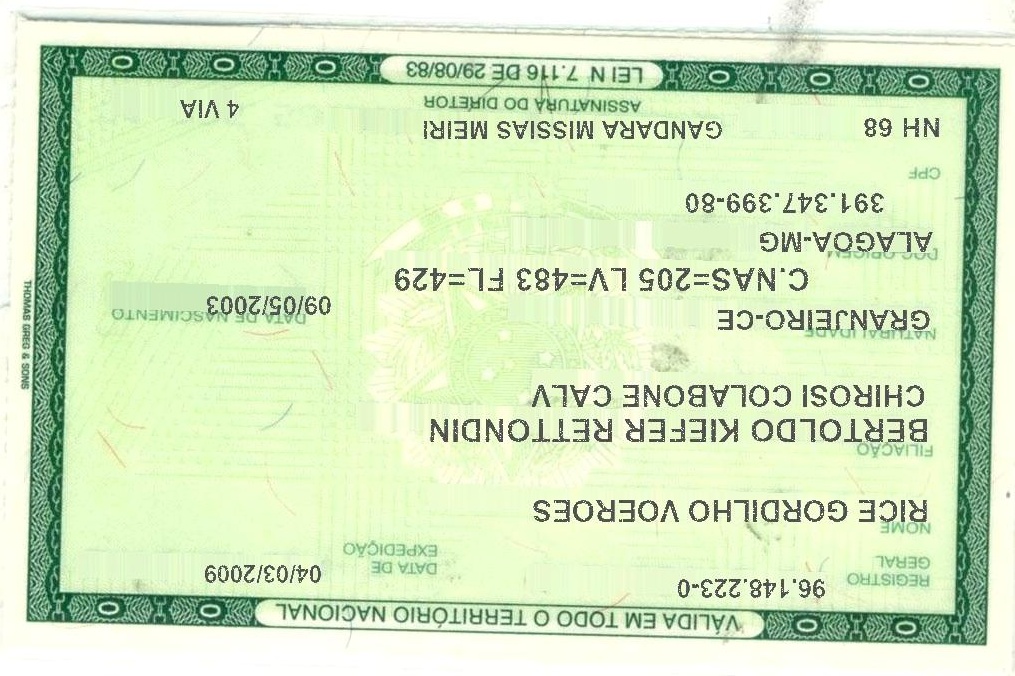 VÁLIDA EM TODO O TERRITÓRIO NACIONAL
REGISTRO GERAL 96.148.223-0 DATA DE EXPEDIÇÃO 04/03/2009
NOME
RICE GORDILHO VOEROES
FILIAÇÃO
BERTOLDO KIEFER RETTONDIN
CHIROSI COLABONE CALV
NATURALIDADE DATA DE NASCIMENTO
GRANJEIRO-CE 09/05/2003
C.NAS=205 LV=483 FL=429
DOC ORIGEM
ALAGOA-MG
391.347.399-80
CPF
NH 68 GANDARA MISSIAS MEIRI
ASSINATURA DO DIRETOR 4 VIA
LEI N 7.116 DE 29/08/83
THOMAS GREG & SONS